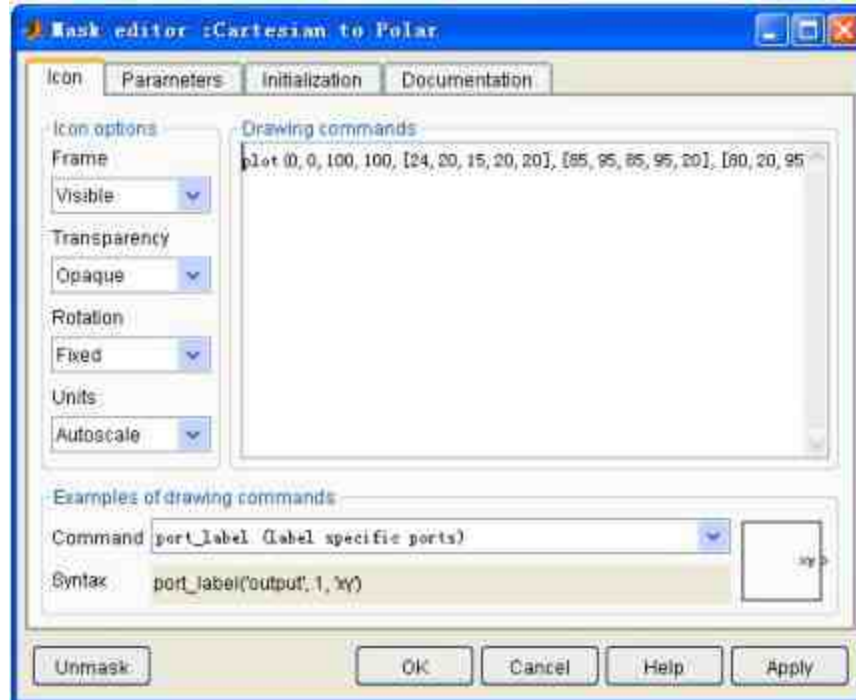 Mask editor :Cartesian to Polar
Icon Parameters Initialization Documentation
Icon options
Frame
Visible
Transparency
Opaque
Rotation
Fixed
Units
Autoscale
Drawing commands
plot(0, 0, 100, 100, [24, 20, 15, 20, 20], [85, 95, 85, 95, 20], [80, 20, 95
Examples of drawing commands
Command port_label (Label specific ports)
Syntax port_label('output', 1, 'xy')
xy
Unmask OK Cancel Help Apply